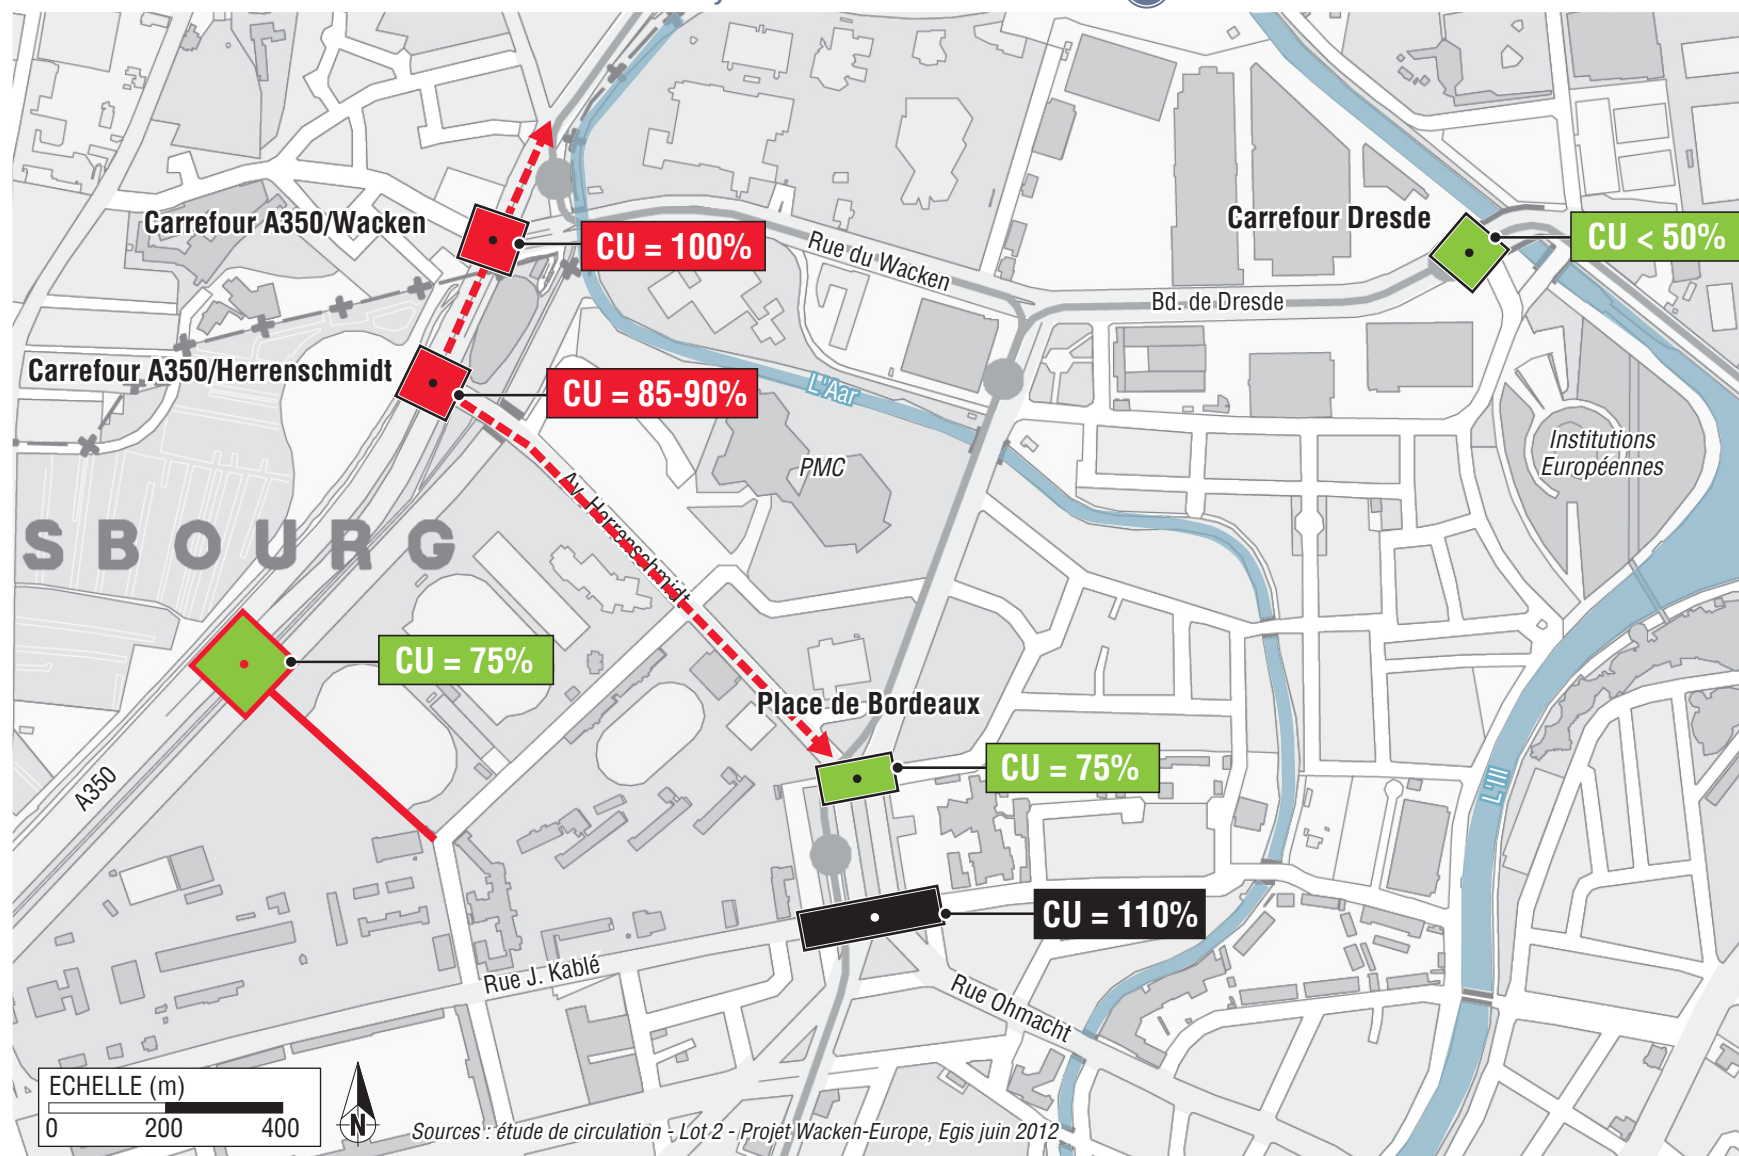 Carrefour A350/Wacken
CU = 100%
Carrefour Dresde
CU < 50%
Rue du Wacken
Bd. de Dresde
Carrefour A350/Herrenschmidt
CU = 85-90%
L'Aar
PMC
Institutions
Européennes
Av. Herrenschmidt
SBOURG
CU = 75%
Place de Bordeaux
CU = 75%
A350
L'Ill
CU = 110%
Rue J. Kablé
Rue Ohmacht
ECHELLE (m)
0 200 400
N
Sources : étude de circulation - Lot 2 - Projet Wacken-Europe, Egis juin 2012